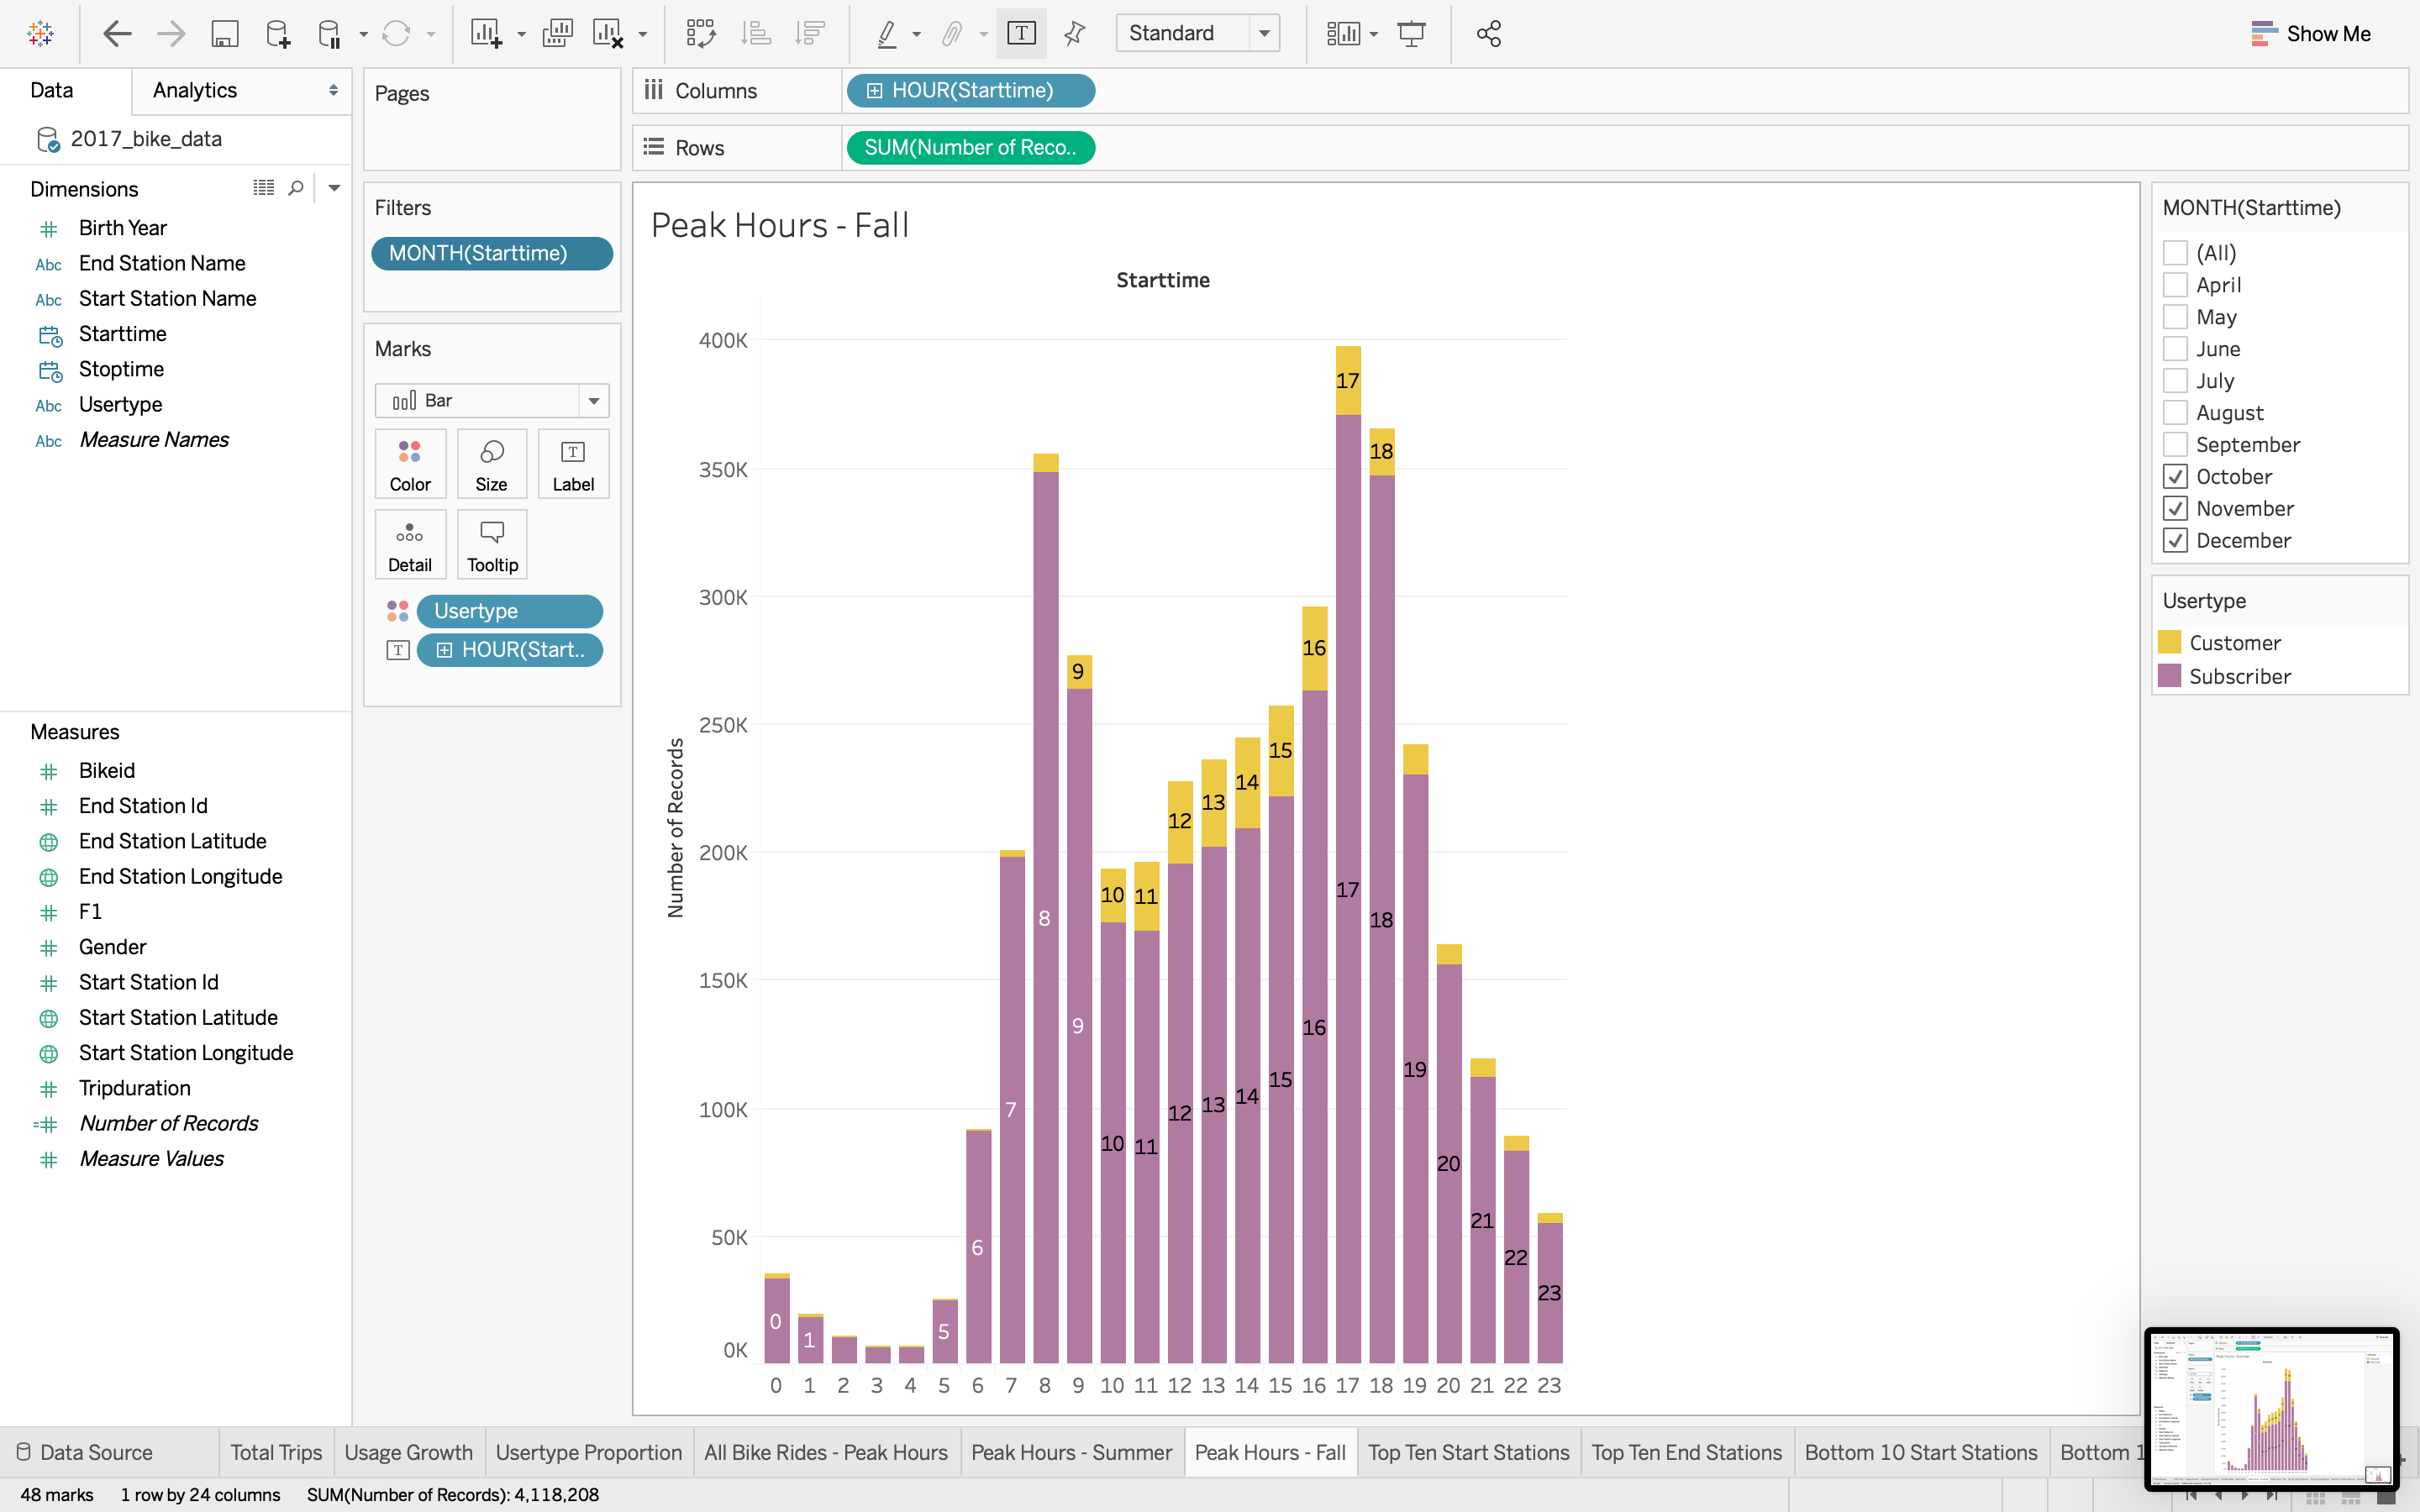 Standard
Show Me
Data
Analytics
2017_bike_data
Dimensions
Birth Year
Abc End Station Name
Abc Start Station Name
Starttime
Stoptime
Abc Usertype
Abc Measure Names
Measures
Bikeid
End Station Id
End Station Latitude
End Station Longitude
F1
Gender
Start Station Id
Start Station Latitude
Start Station Longitude
Tripduration
Number of Records
Measure Values
Pages
Filters
MONTH(Starttime)
Marks
Bar
Color Size Label
Detail Tooltip
Usertype
HOUR(Start..
Columns
HOUR(Starttime)
Rows
SUM(Number of Reco..
Peak Hours - Fall
Starttime
Number of Records
400K
350K
300K
250K
200K
150K
100K
50K
0K
17
18
16
9
15
14
13
12
10 11
17
8
18
9
16
19
15
14
13
12
7
10
11
20
21
6
22
23
0
5
1
0 1 2 3 4 5 6 7 8 9 10 11 12 13 14 15 16 17 18 19 20 21 22 23
MONTH(Starttime)
(All)
April
May
June
July
August
September
October
November
December
Usertype
Customer
Subscriber
Data Source Total Trips Usage Growth Usertype Proportion All Bike Rides - Peak Hours Peak Hours - Summer Peak Hours - Fall Top Ten Start Stations Top Ten End Stations Bottom 10 Start Stations Bottom 1
48 marks 1 row by 24 columns SUM(Number of Records): 4,118,208